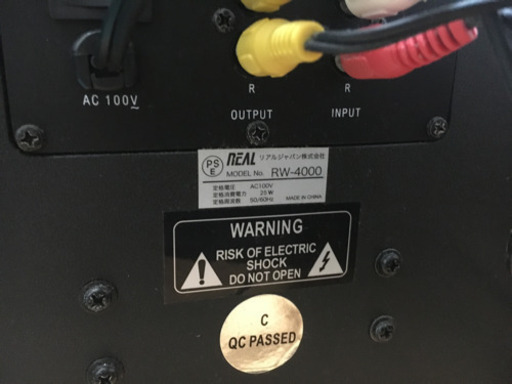 AC 100V~
R
R
OUTPUT
INPUT
PS
E
REAL リアルジャパン株式会社
MODEL No. RW-4000
定格電圧 AC100V
定格消費電力 25W
定格周波数 50/60Hz MADE IN CHINA
WARNING
RISK OF ELECTRIC
SHOCK
DO NOT OPEN
C
QC PASSED